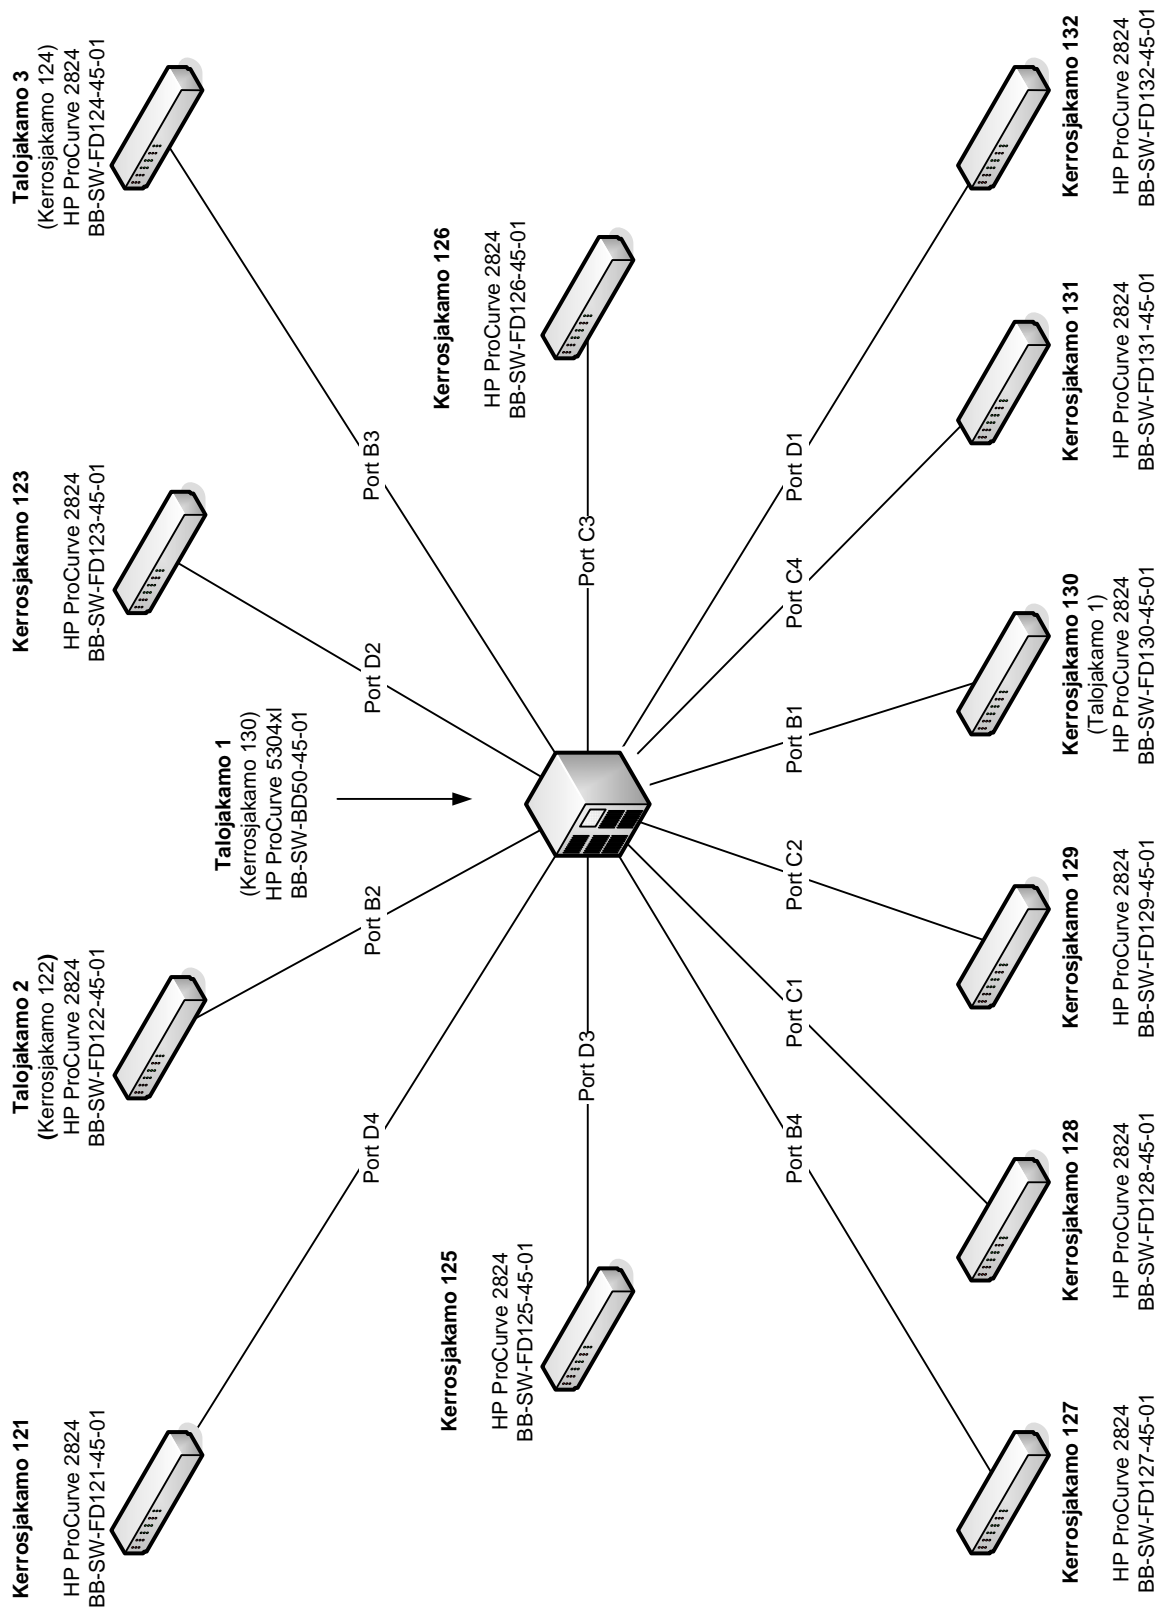 Kerrosjakamo 121
HP ProCurve 2824
BB-SW-FD121-45-01
Talojakamo 2
(Kerrosjakamo 122)
HP ProCurve 2824
BB-SW-FD122-45-01
Kerrosjakamo 123
HP ProCurve 2824
BB-SW-FD123-45-01
Talojakamo 3
(Kerrosjakamo 124)
HP ProCurve 2824
BB-SW-FD124-45-01
Talojakamo 1
(Kerrosjakamo 130)
HP ProCurve 5304xl
BB-SW-BD50-45-01
Port D4
Port B2
Port D2
Port B3
Kerrosjakamo 125
HP ProCurve 2824
BB-SW-FD125-45-01
Kerrosjakamo 126
HP ProCurve 2824
BB-SW-FD126-45-01
Port D3
Port C3
Port B4
Port C1
Port C2
Port B1
Port C4
Port D1
Kerrosjakamo 127
HP ProCurve 2824
BB-SW-FD127-45-01
Kerrosjakamo 128
HP ProCurve 2824
BB-SW-FD128-45-01
Kerrosjakamo 129
HP ProCurve 2824
BB-SW-FD129-45-01
Kerrosjakamo 130
(Talojakamo 1)
HP ProCurve 2824
BB-SW-FD130-45-01
Kerrosjakamo 131
HP ProCurve 2824
BB-SW-FD131-45-01
Kerrosjakamo 132
HP ProCurve 2824
BB-SW-FD132-45-01